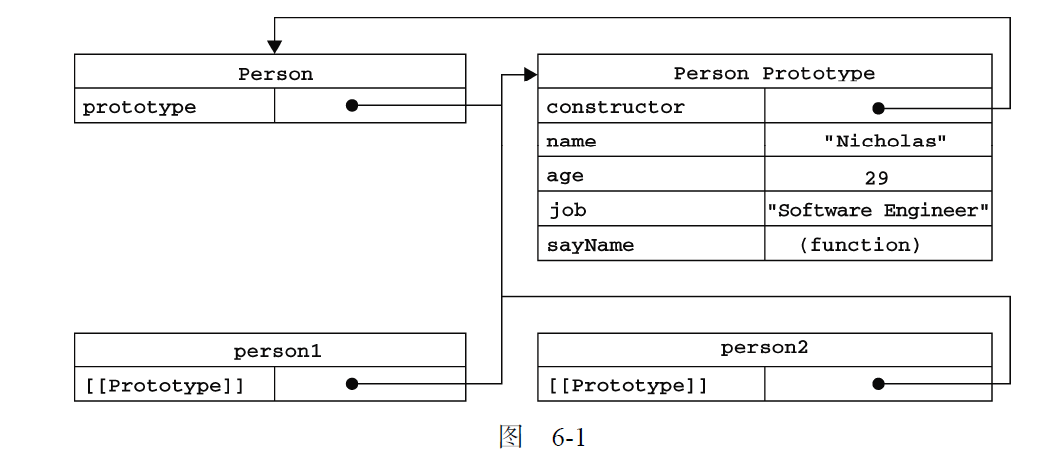 Person
prototype
Person Prototype
constructor
name "Nicholas"
age 29
job "Software Engineer"
sayName (function)
person1
[[Prototype]]
person2
[[Prototype]]
图 6-1